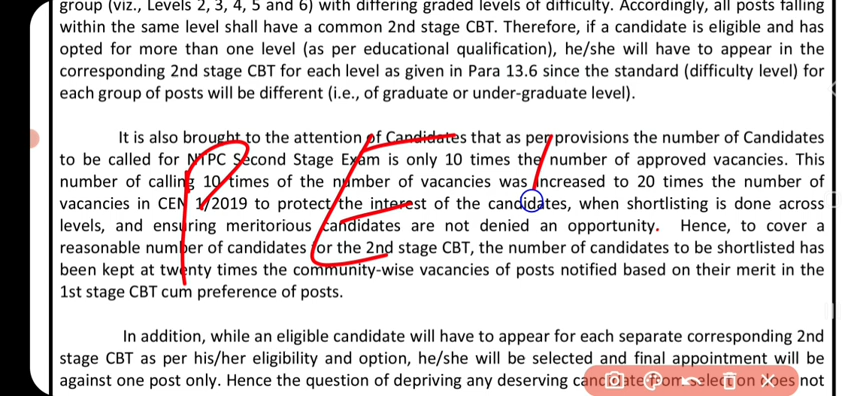 group (viz., Levels 2, 3, 4, 5 and 6) with differing graded levels of difficulty. Accordingly, all posts falling
within the same level shall have a common 2nd stage CBT. Therefore, if a candidate is eligible and has
opted for more than one level (as per educational qualification), he/she will have to appear in the
corresponding 2nd stage CBT for each level as given in Para 13.6 since the standard (difficulty level) for
each group of posts will be different (i.e., of graduate or under-graduate level).
It is also brought to the attention of Candidates that as per provisions the number of Candidates
to be called for NTPC Second Stage Exam is only 10 times the number of approved vacancies. This
number of calling 10 times of the number of vacancies was increased to 20 times the number of
vacancies in CEN 1/2019 to protect the interest of the candidates, when shortlisting is done across
levels, and ensuring meritorious candidates are not denied an opportunity. Hence, to cover a
reasonable number of candidates for the 2nd stage CBT, the number of candidates to be shortlisted has
been kept at twenty times the community-wise vacancies of posts notified based on their merit in the
1st stage CBT cum preference of posts.
In addition, while an eligible candidate will have to appear for each separate corresponding 2nd
stage CBT as per his/her eligibility and option, he/she will be selected and final appointment will be
against one post only. Hence the question of depriving any deserving candidate from selection does not